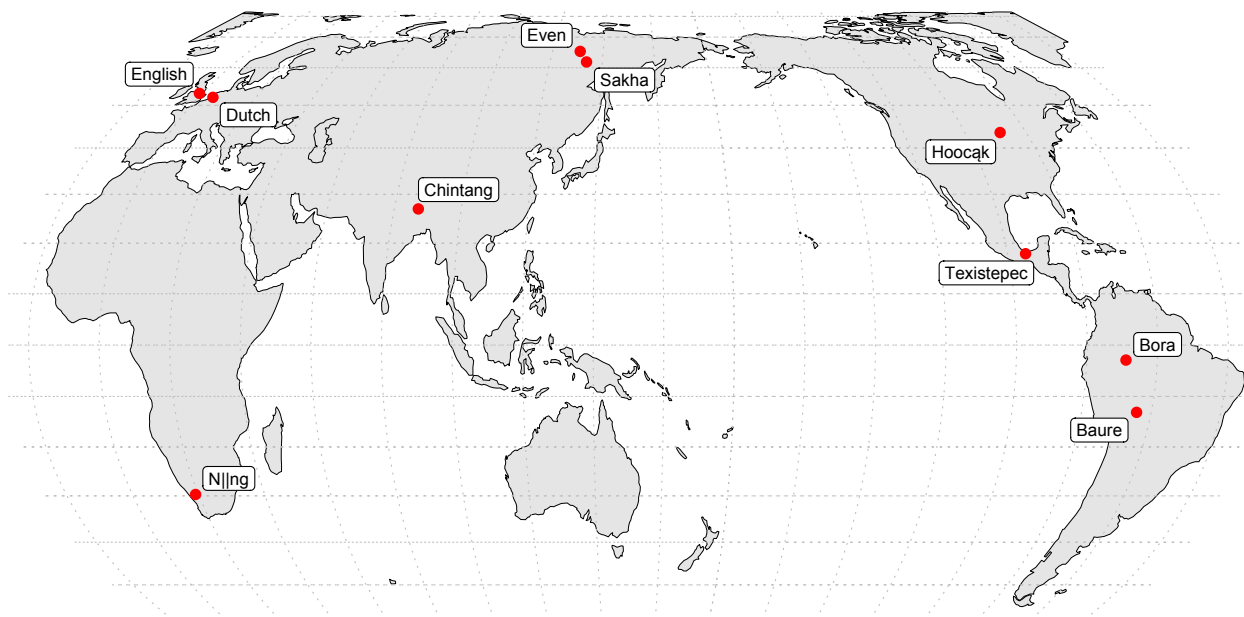 Even
English
Sakha
Dutch
Hoocąk
Chintang
Texistepec
Bora
Baure
N||ng